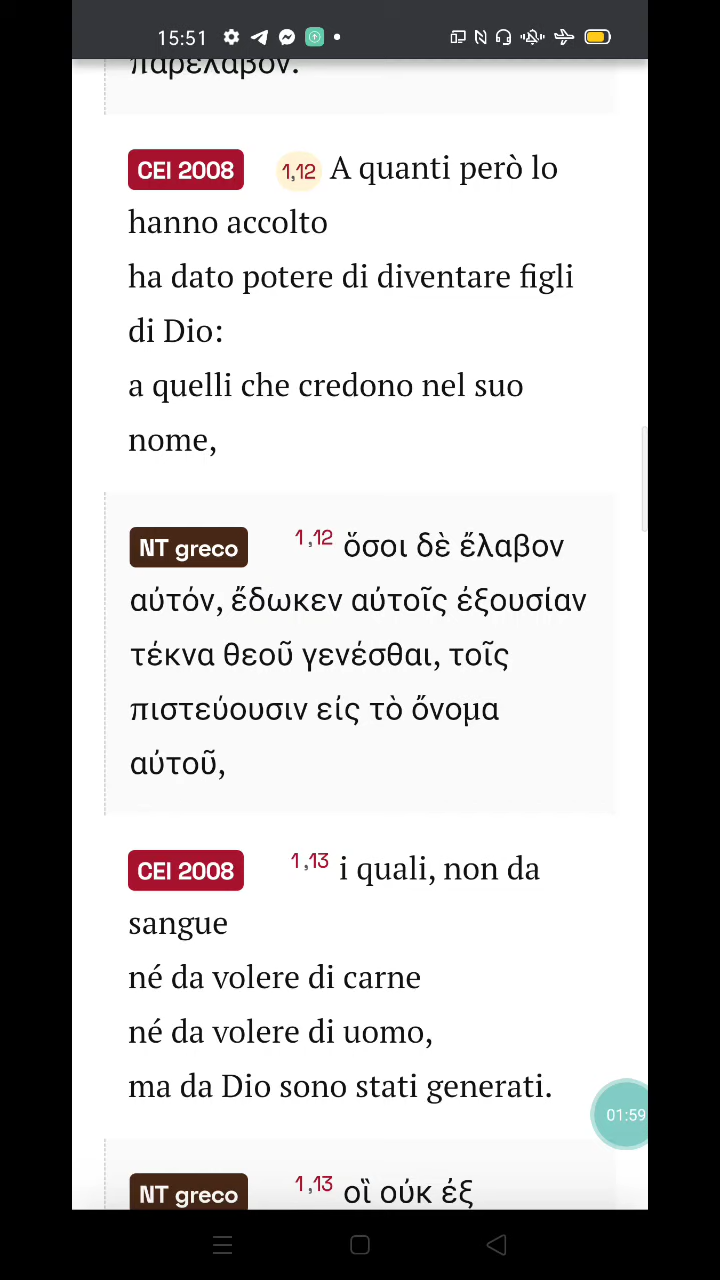 15:51
παρέλαβον.
CEI 2008 1,12 A quanti però lo
hanno accolto
ha dato potere di diventare figli
di Dio:
a quelli che credono nel suo
nome,
NT greco 1,12 ὅσοι δὲ ἔλαβον
αὐτόν, ἔδωκεν αὐτοῖς ἐξουσίαν
τέκνα θεοῦ γενέσθαι, τοῖς
πιστεύουσιν εἰς τὸ ὄνομα
αὐτοῦ,
CEI 2008 1,13 i quali, non da
sangue
né da volere di carne
né da volere di uomo,
ma da Dio sono stati generati.
01:59
NT greco 1,13 οἳ οὐκ ἐξ